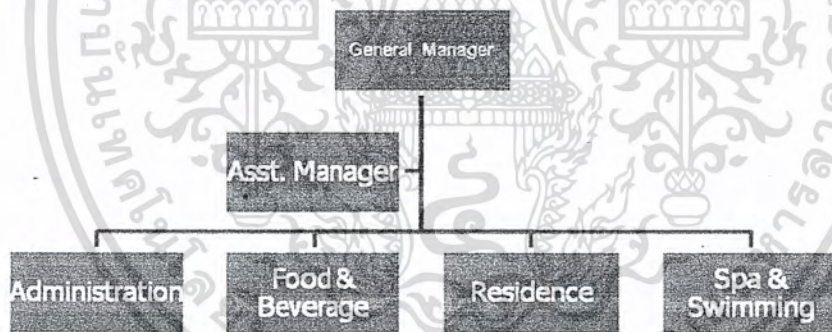 General Manager
Asst. Manager
Administration
Food &
Beverage
Residence
Spa &
Swimming